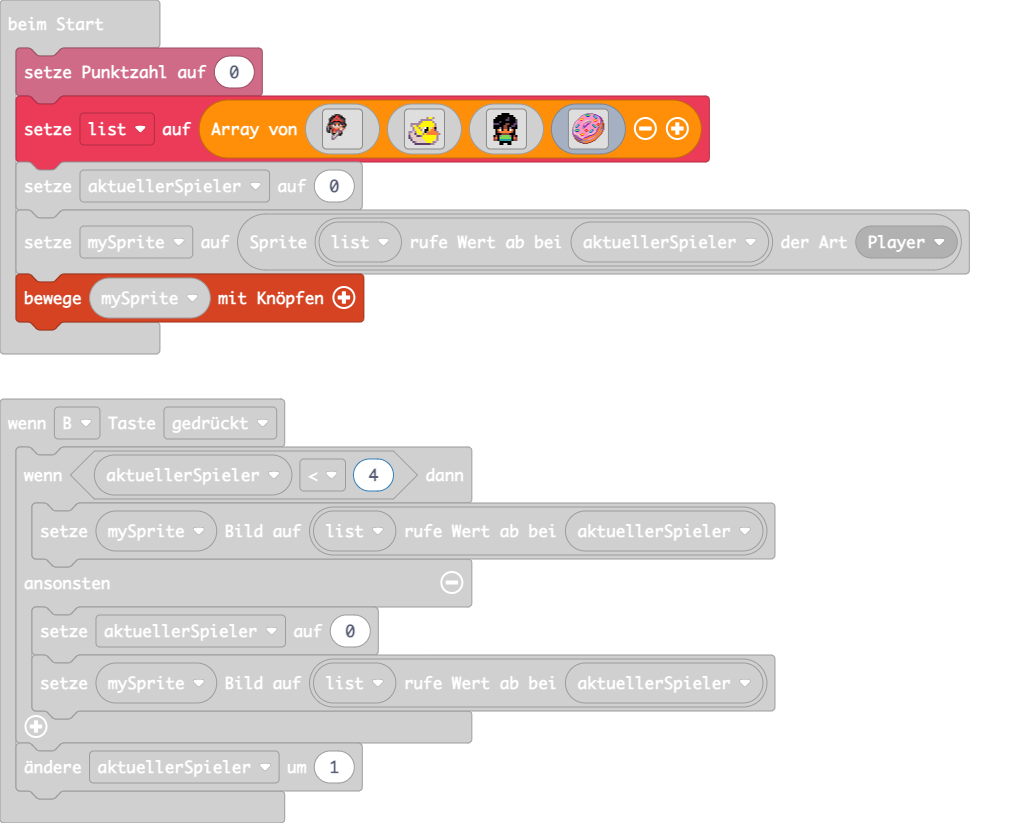 beim Start
setze Punktzahl auf 0
setze list auf Array von
setze aktuellerSpieler auf 0
setze mySprite auf Sprite list rufe Wert ab bei aktuellerSpieler der Art Player
bewege mySprite mit Knöpfen
wenn B Taste gedrückt
wenn aktuellerSpieler < 4 dann
setze mySprite Bild auf list rufe Wert ab bei aktuellerSpieler
ansonsten
setze aktuellerSpieler auf 0
setze mySprite Bild auf list rufe Wert ab bei aktuellerSpieler
ändere aktuellerSpieler um 1